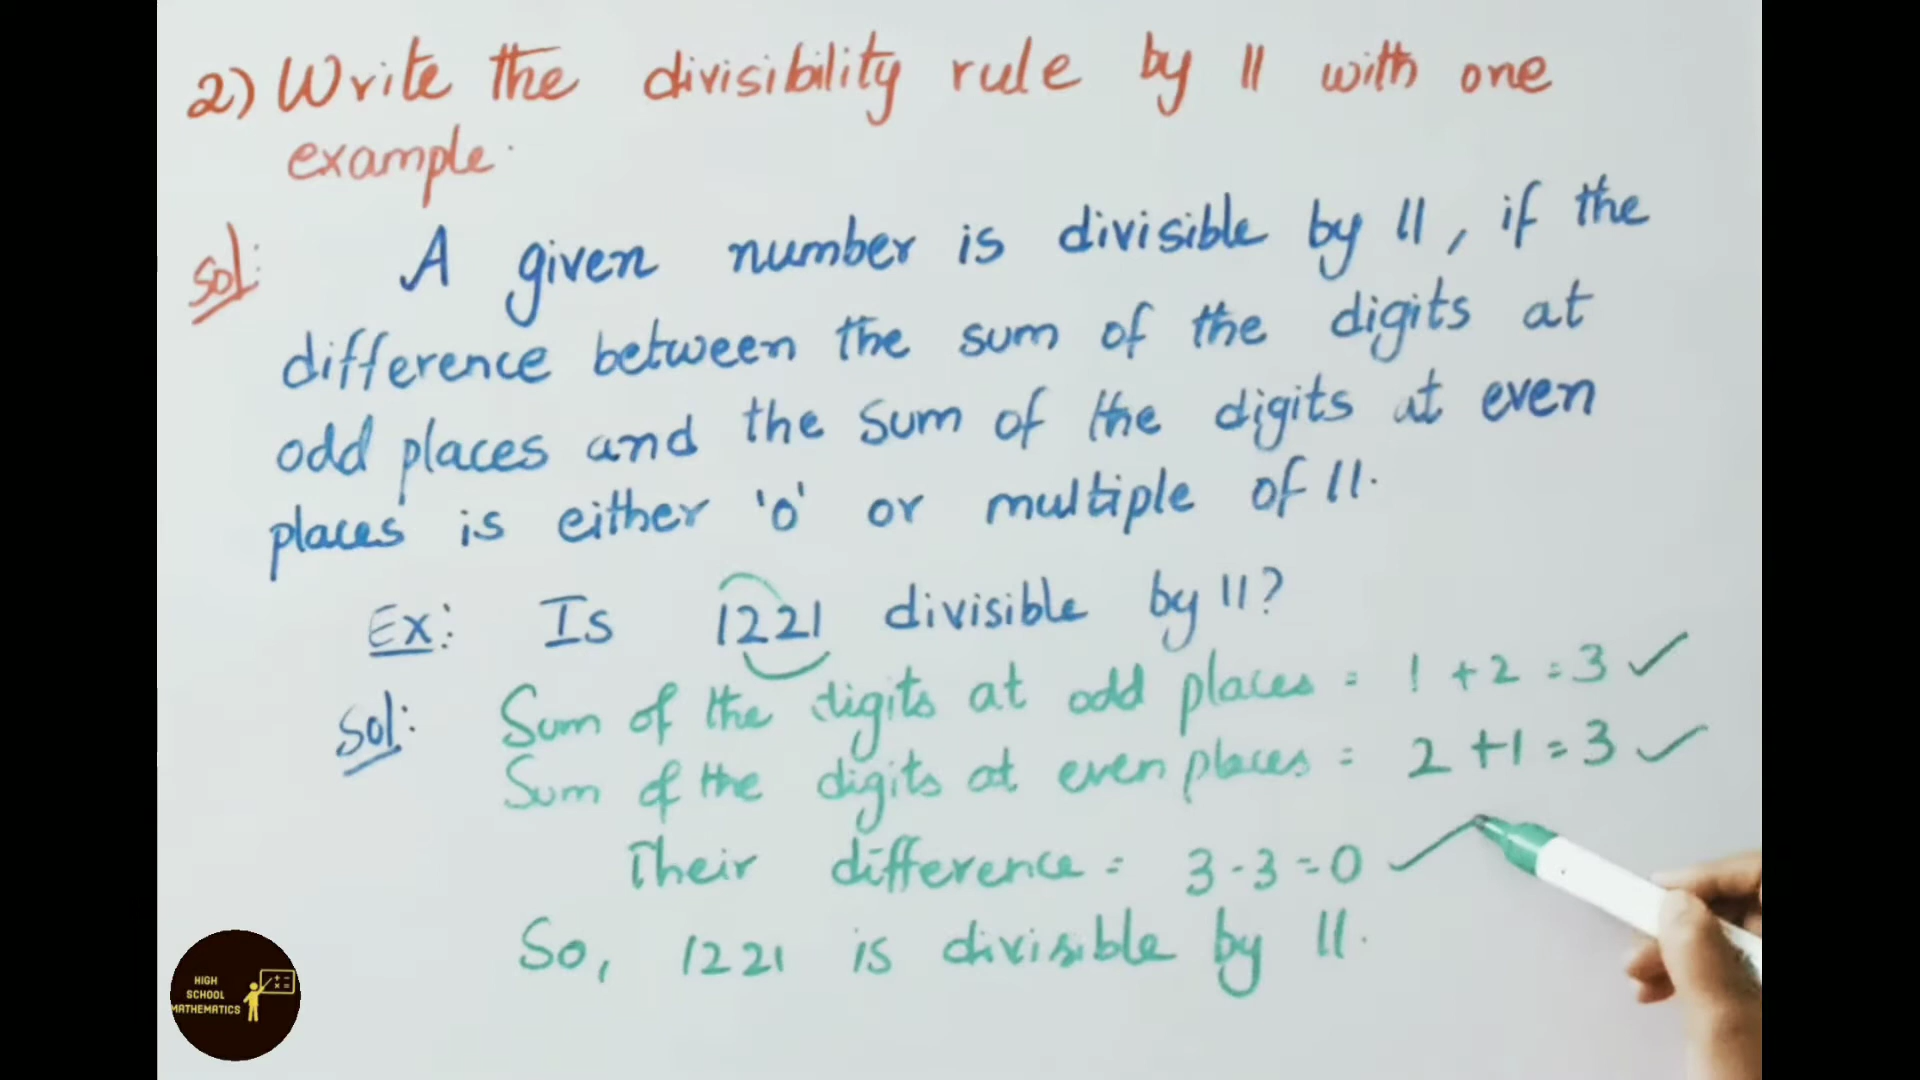 2) Write the divisibility rule by 11 with one
example.
Sol: A given number is divisible by 11, if the
difference between the sum of the digits at
odd places and the sum of the digits at even
places is either '0' or multiple of 11.
Ex: Is 1221 divisible by 11?
Sol: Sum of the digits at odd places = 1 + 2 = 3 ✓
Sum of the digits at even places = 2 + 1 = 3 ✓
Their difference = 3 - 3 = 0 ✓
So, 1221 is divisible by 11.
HIGH
SCHOOL
MATHEMATICS